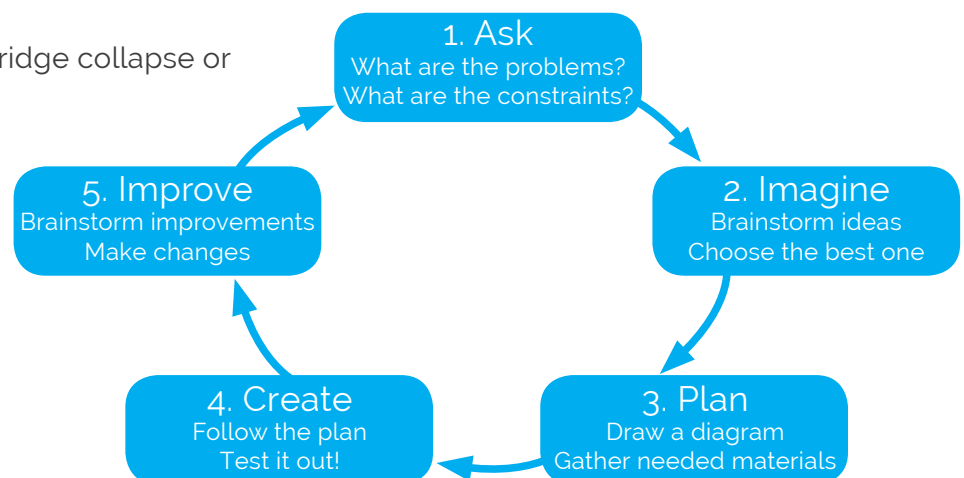 ridge collapse or
1. Ask
What are the problems?
What are the constraints?
2. Imagine
Brainstorm ideas
Choose the best one
3. Plan
Draw a diagram
Gather needed materials
4. Create
Follow the plan
Test it out!
5. Improve
Brainstorm improvements
Make changes